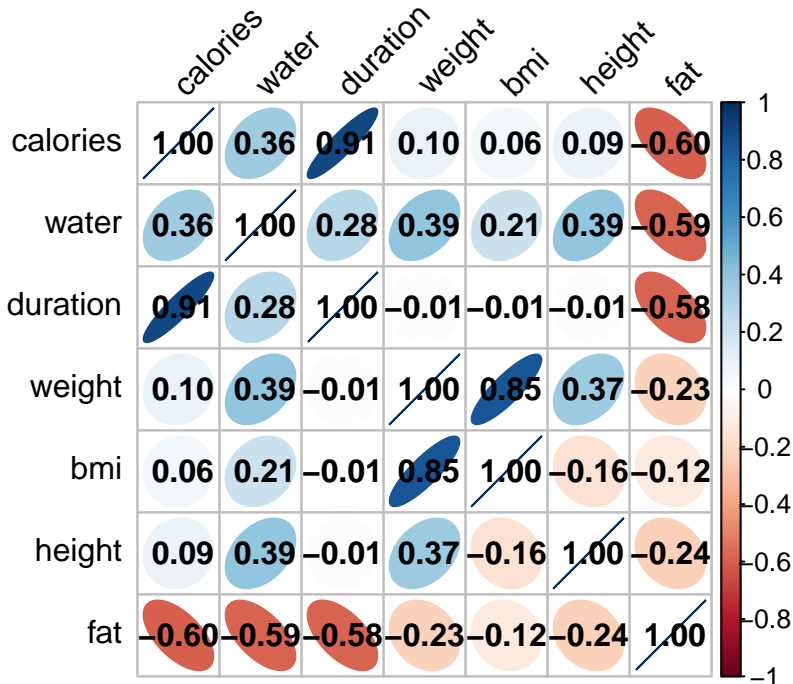 calories water duration weight bmi height fat
calories 1.00 0.36 0.91 0.10 0.06 0.09 −0.60
water 0.36 1.00 0.28 0.39 0.21 0.39 −0.59
duration 0.91 0.28 1.00 −0.01 −0.01 −0.01 −0.58
weight 0.10 0.39 −0.01 1.00 0.85 0.37 −0.23
bmi 0.06 0.21 −0.01 0.85 1.00 −0.16 −0.12
height 0.09 0.39 −0.01 0.37 −0.16 1.00 −0.24
fat −0.60 −0.59 −0.58 −0.23 −0.12 −0.24 1.00
1
0.8
0.6
0.4
0.2
0
−0.2
−0.4
−0.6
−0.8
−1